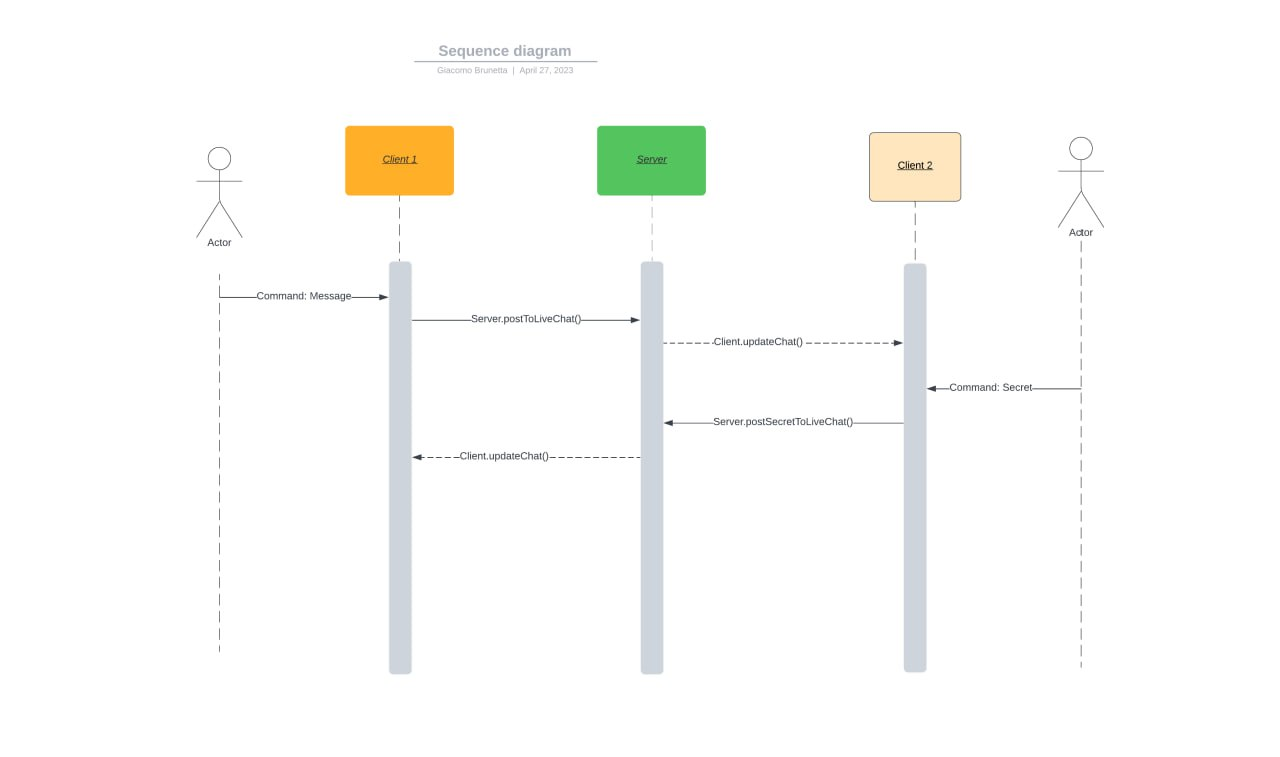 Sequence diagram
Giacomo Brunetta | April 27, 2023
Client 1
Server
Client 2
Actor
Actor
Command: Message
Server.postToLiveChat()
Client.updateChat()
Command: Secret
Server.postSecretToLiveChat()
Client.updateChat()